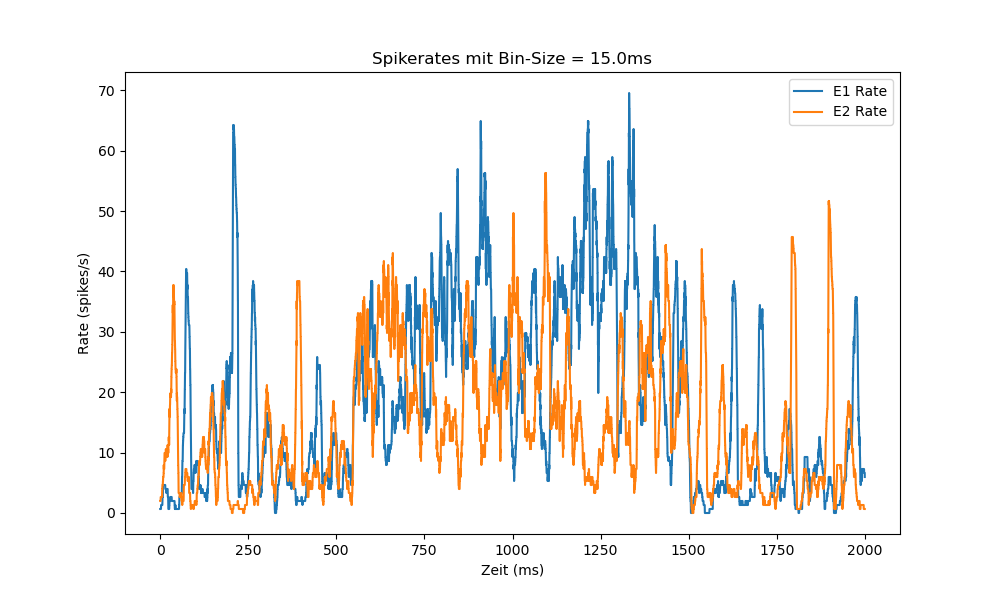 Spikerates mit Bin-Size = 15.0ms
E1 Rate
E2 Rate
70
60
50
40
30
20
10
0
Rate (spikes/s)
0 250 500 750 1000 1250 1500 1750 2000
Zeit (ms)